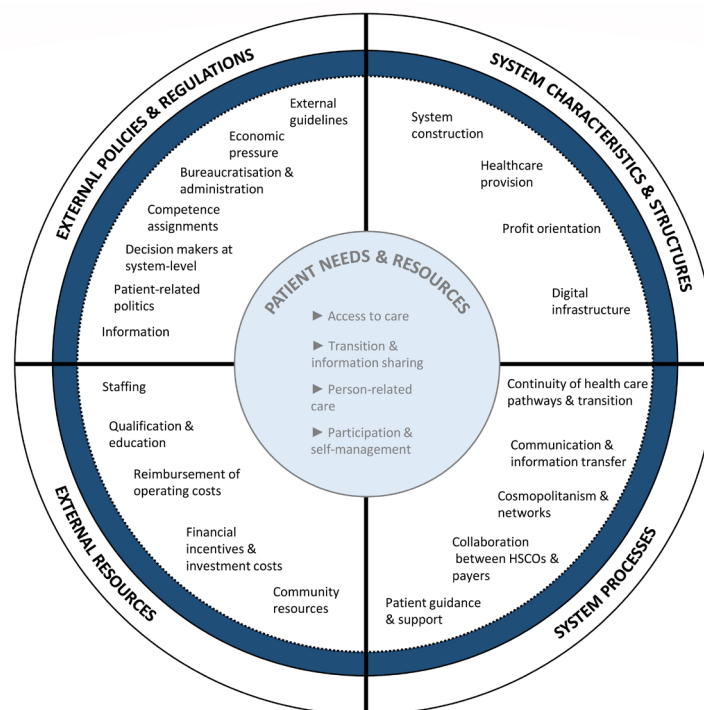 EXTERNAL POLICIES & REGULATIONS
External
guidelines
Economic
pressure
Bureaucratisation &
administration
Competence
assignments
Decision makers at
system-level
Patient-related
politics
Information
SYSTEM CHARACTERISTICS & STRUCTURES
System
construction
Healthcare
provision
Profit orientation
Digital
infrastructure
PATIENT NEEDS & RESOURCES
► Access to care
► Transition &
information sharing
► Person-related
care
► Participation &
self-management
EXTERNAL RESOURCES
Staffing
Qualification &
education
Reimbursement of
operating costs
Financial
incentives &
investment costs
Community
resources
SYSTEM PROCESSES
Continuity of health care
pathways & transition
Communication &
information transfer
Cosmopolitanism &
networks
Collaboration
between HSCOs &
payers
Patient guidance
& support